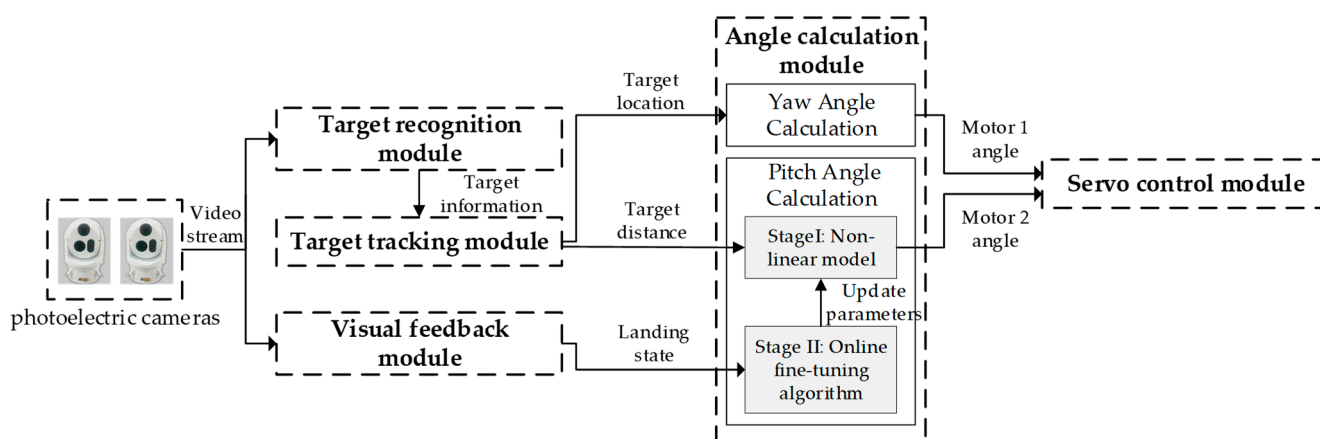 photoelectric cameras
Video
stream
Target recognition
module
Target
information
Target tracking module
Visual feedback
module
Target
location
Target
distance
Landing
state
Angle calculation
module
Yaw Angle
Calculation
Pitch Angle
Calculation
StageI: Non-
linear model
Update
parameters
Stage II: Online
fine-tuning
algorithm
Motor 1
angle
Motor 2
angle
Servo control module